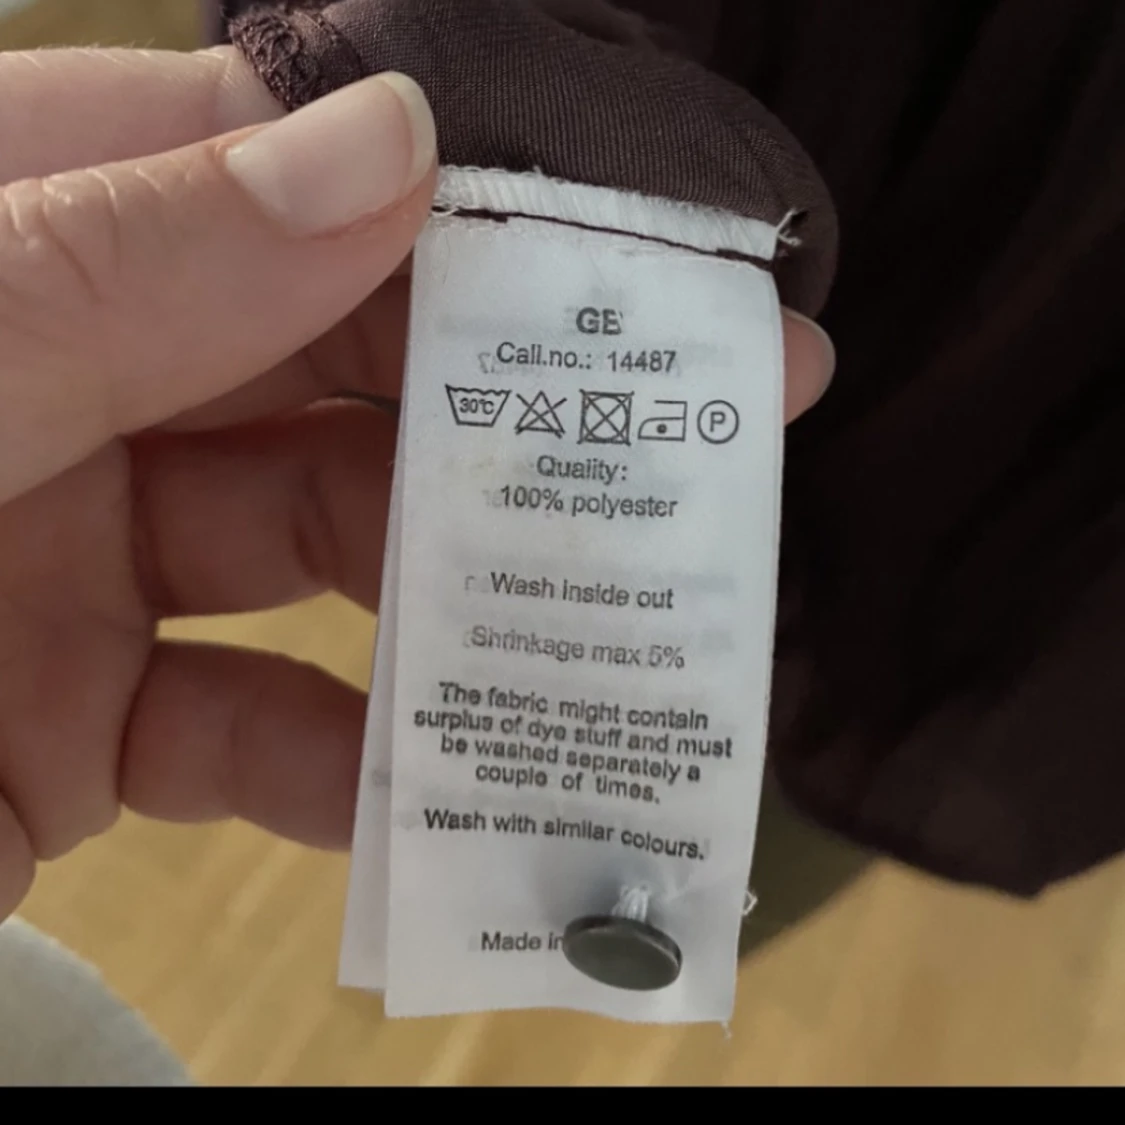 GB
Call.no.: 14487
30°C P
Quality:
100% polyester
Wash inside out
Shrinkage max 5%
The fabric might contain
surplus of dye stuff and must
be washed separately a
couple of times.
Wash with similar colours.
Made in